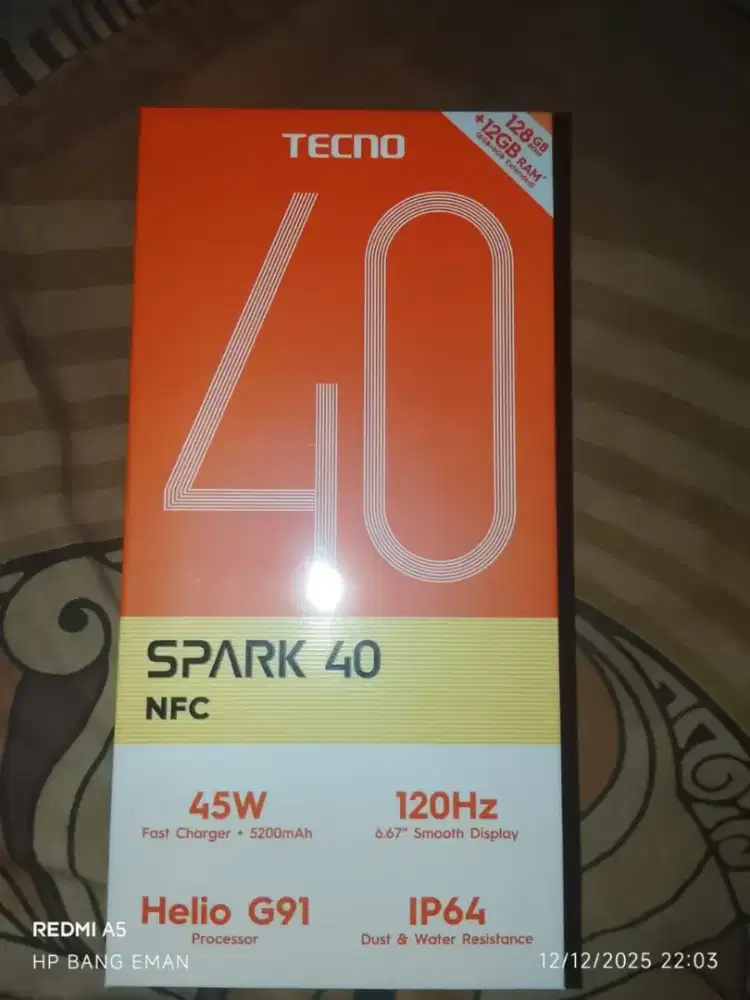 TECNO
128GB ROM
+12GB RAM*
40
SPARK 40
NFC
45W
Fast Charger + 5200mAh
120Hz
6.67" Smooth Display
Helio G91
Processor
IP64
Dust & Water Resistance
REDMI A5
HP BANG EMAN
12/12/2025 22:03